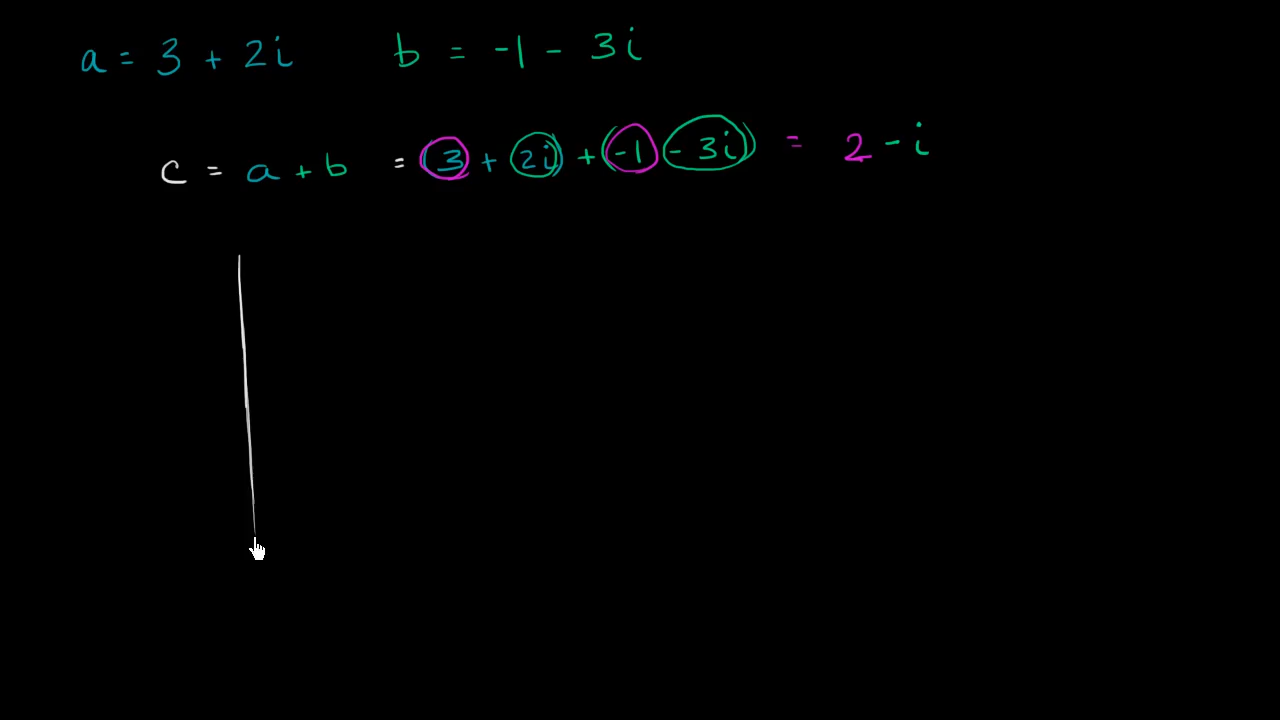 a = 3 + 2i b = -1 - 3i
c = a + b = (3 + 2i) + (-1 - 3i) = 2 - i